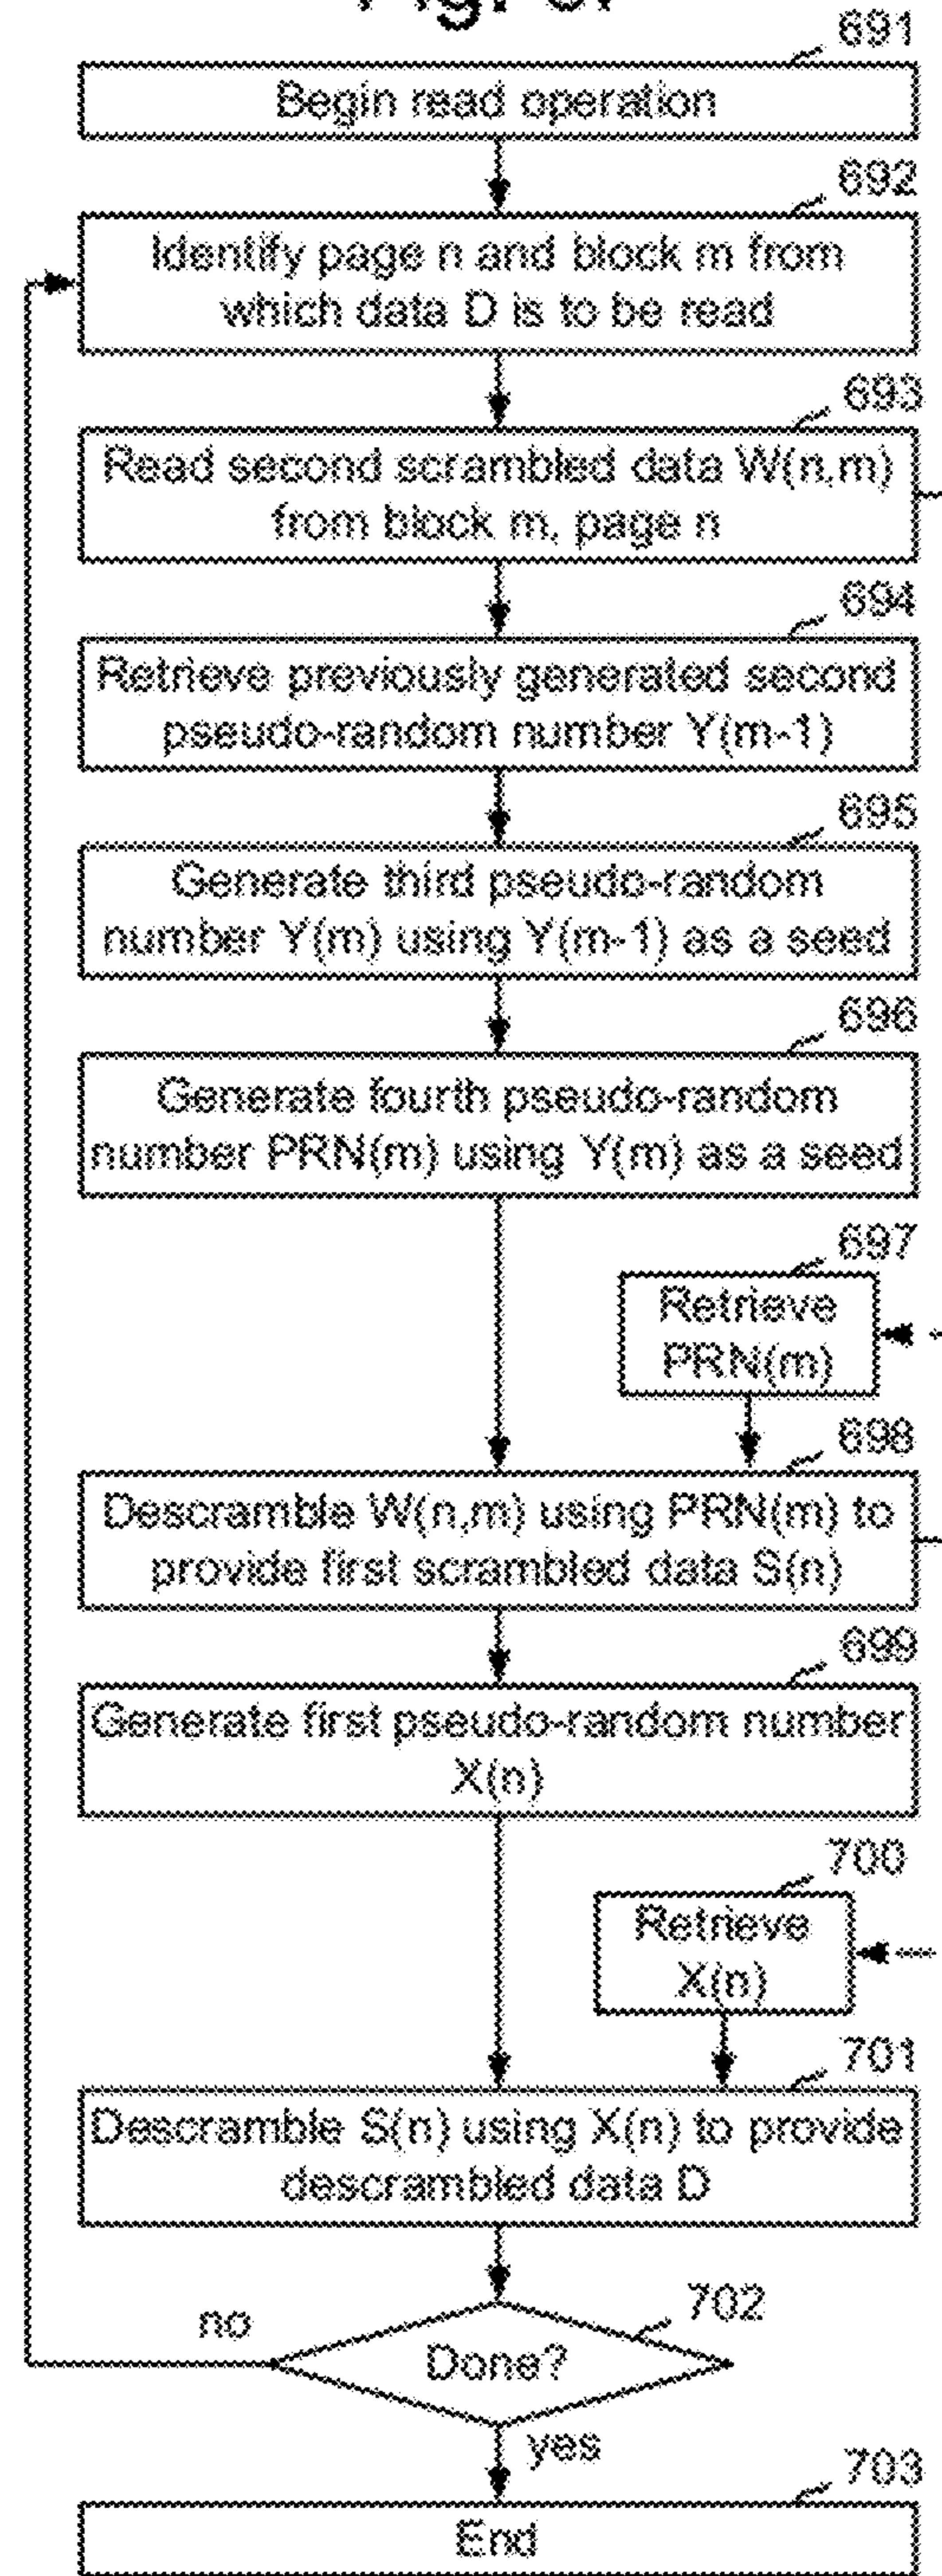 691
Begin read operation
692
Identify page n and block m from
which data D is to be read
693
Read second scrambled data W(n,m)
from block m, page n
694
Retrieve previously generated second
pseudo-random number Y(m-1)
695
Generate third pseudo-random
number Y(m) using Y(m-1) as a seed
696
Generate fourth pseudo-random
number PRN(m) using Y(m) as a seed
697
Retrieve
PRN(m)
698
Descramble W(n,m) using PRN(m) to
provide first scrambled data S(n)
699
Generate first pseudo-random number
X(n)
700
Retrieve
X(n)
701
Descramble S(n) using X(n) to provide
descrambled data D
702
no
Done?
yes
703
End